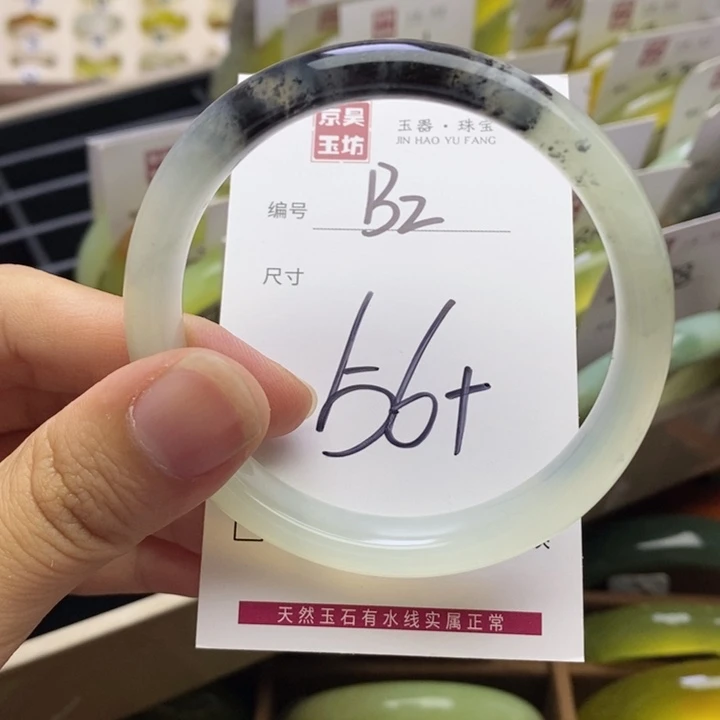 京昊
玉坊
玉器·珠宝
JIN HAO YU FANG
编号 B2
尺寸
56+
天然玉石有水线实属正常